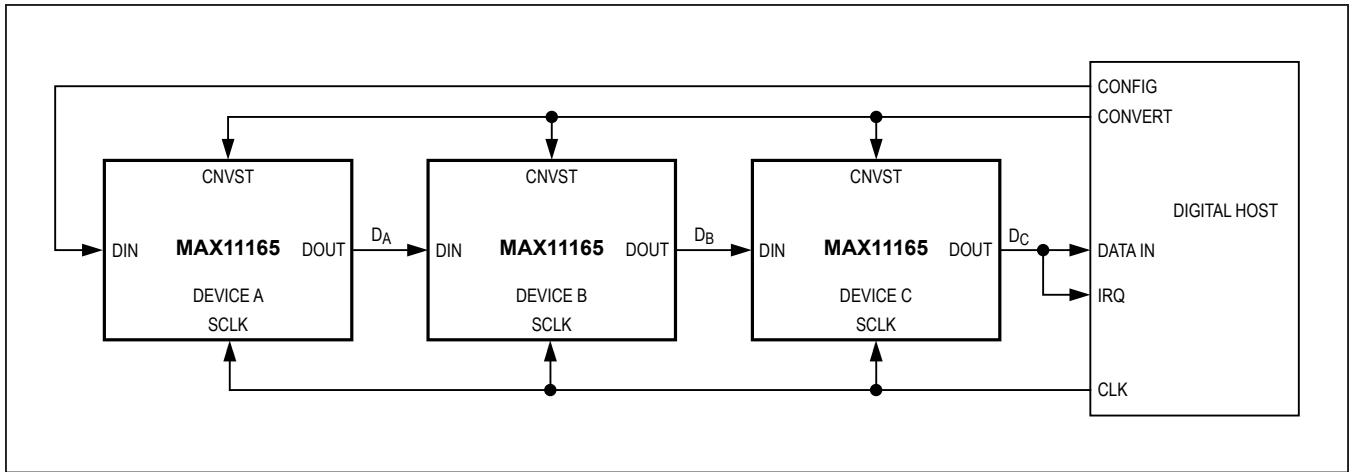 CONFIG
CONVERT
CNVST
CNVST
CNVST
DIGITAL HOST
DIN
MAX11165
DOUT
DA
DIN
MAX11165
DOUT
DB
DIN
MAX11165
DOUT
DC
DATA IN
DEVICE A
DEVICE B
DEVICE C
IRQ
SCLK
SCLK
SCLK
CLK